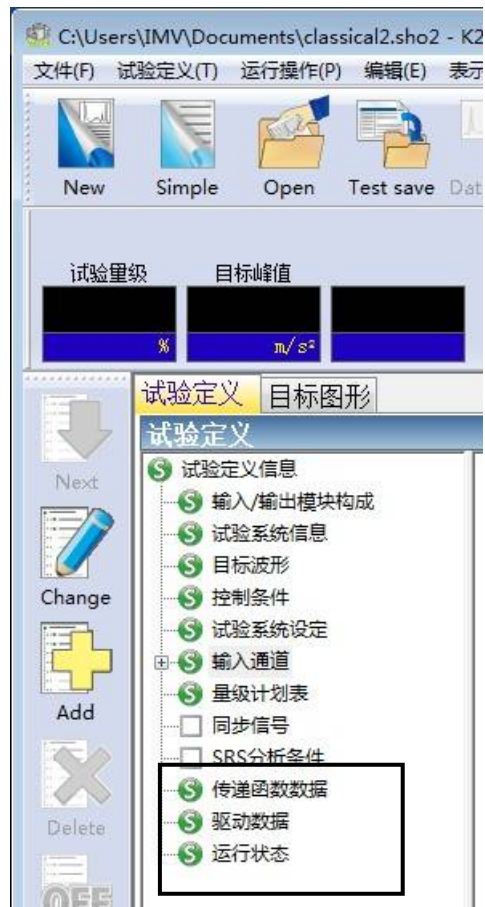 C:\Users\IMV\Documents\classical2.sho2 - K2
文件(F) 试验定义(T) 运行操作(P) 编辑(E) 表示
New Simple Open Test save Dat
试验量级 目标峰值
% m/s²
试验定义 目标图形
试验定义
Next
Change
Add
Delete
OFF
试验定义信息
输入/输出模块构成
试验系统信息
目标波形
控制条件
试验系统设定
输入通道
量级计划表
同步信号
SRS分析条件
传递函数数据
驱动数据
运行状态